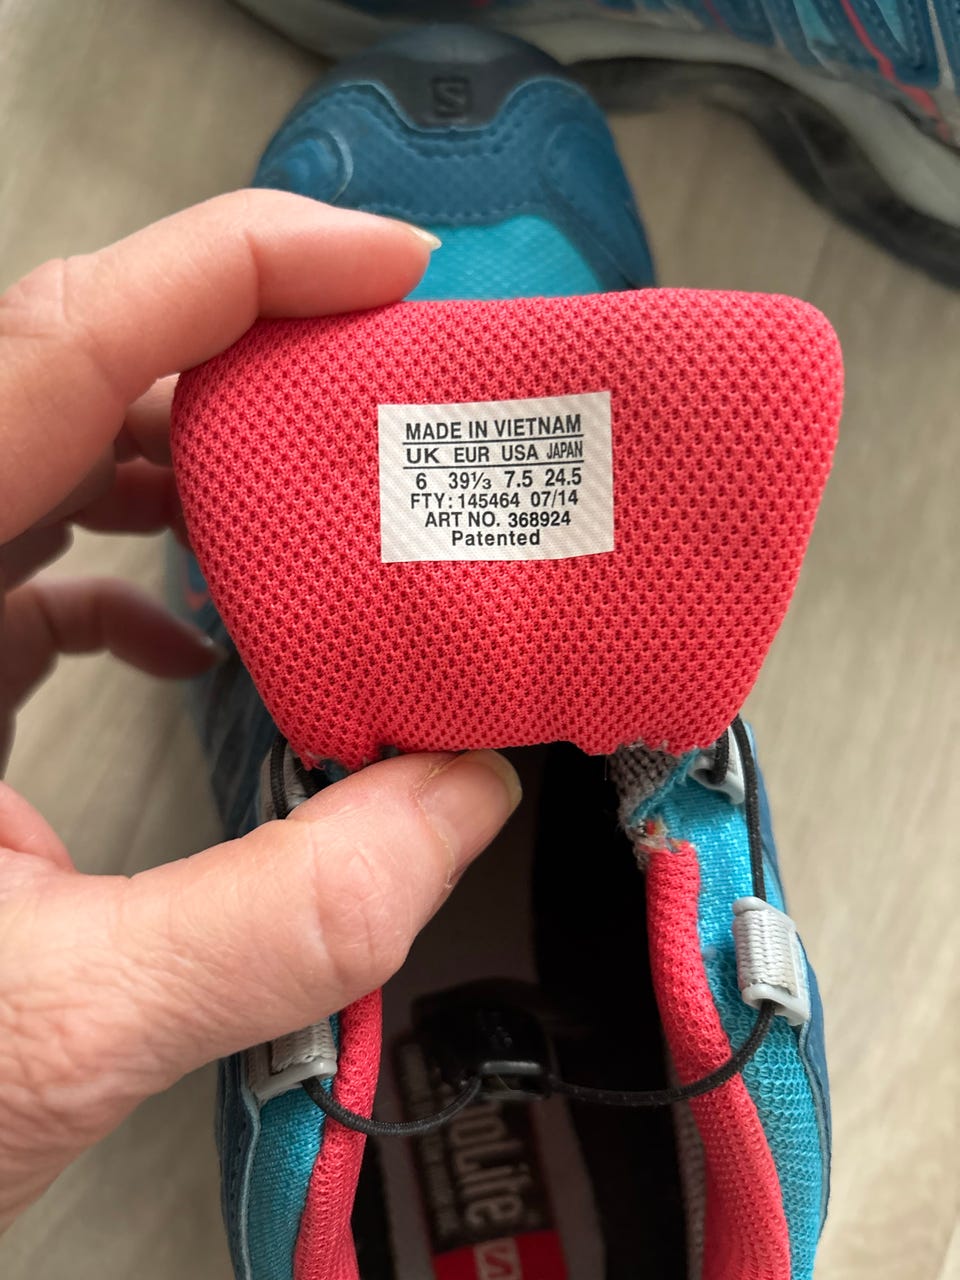 S
MADE IN VIETNAM
UK EUR USA JAPAN
6 39⅓ 7.5 24.5
FTY: 145464 07/14
ART NO. 368924
Patented